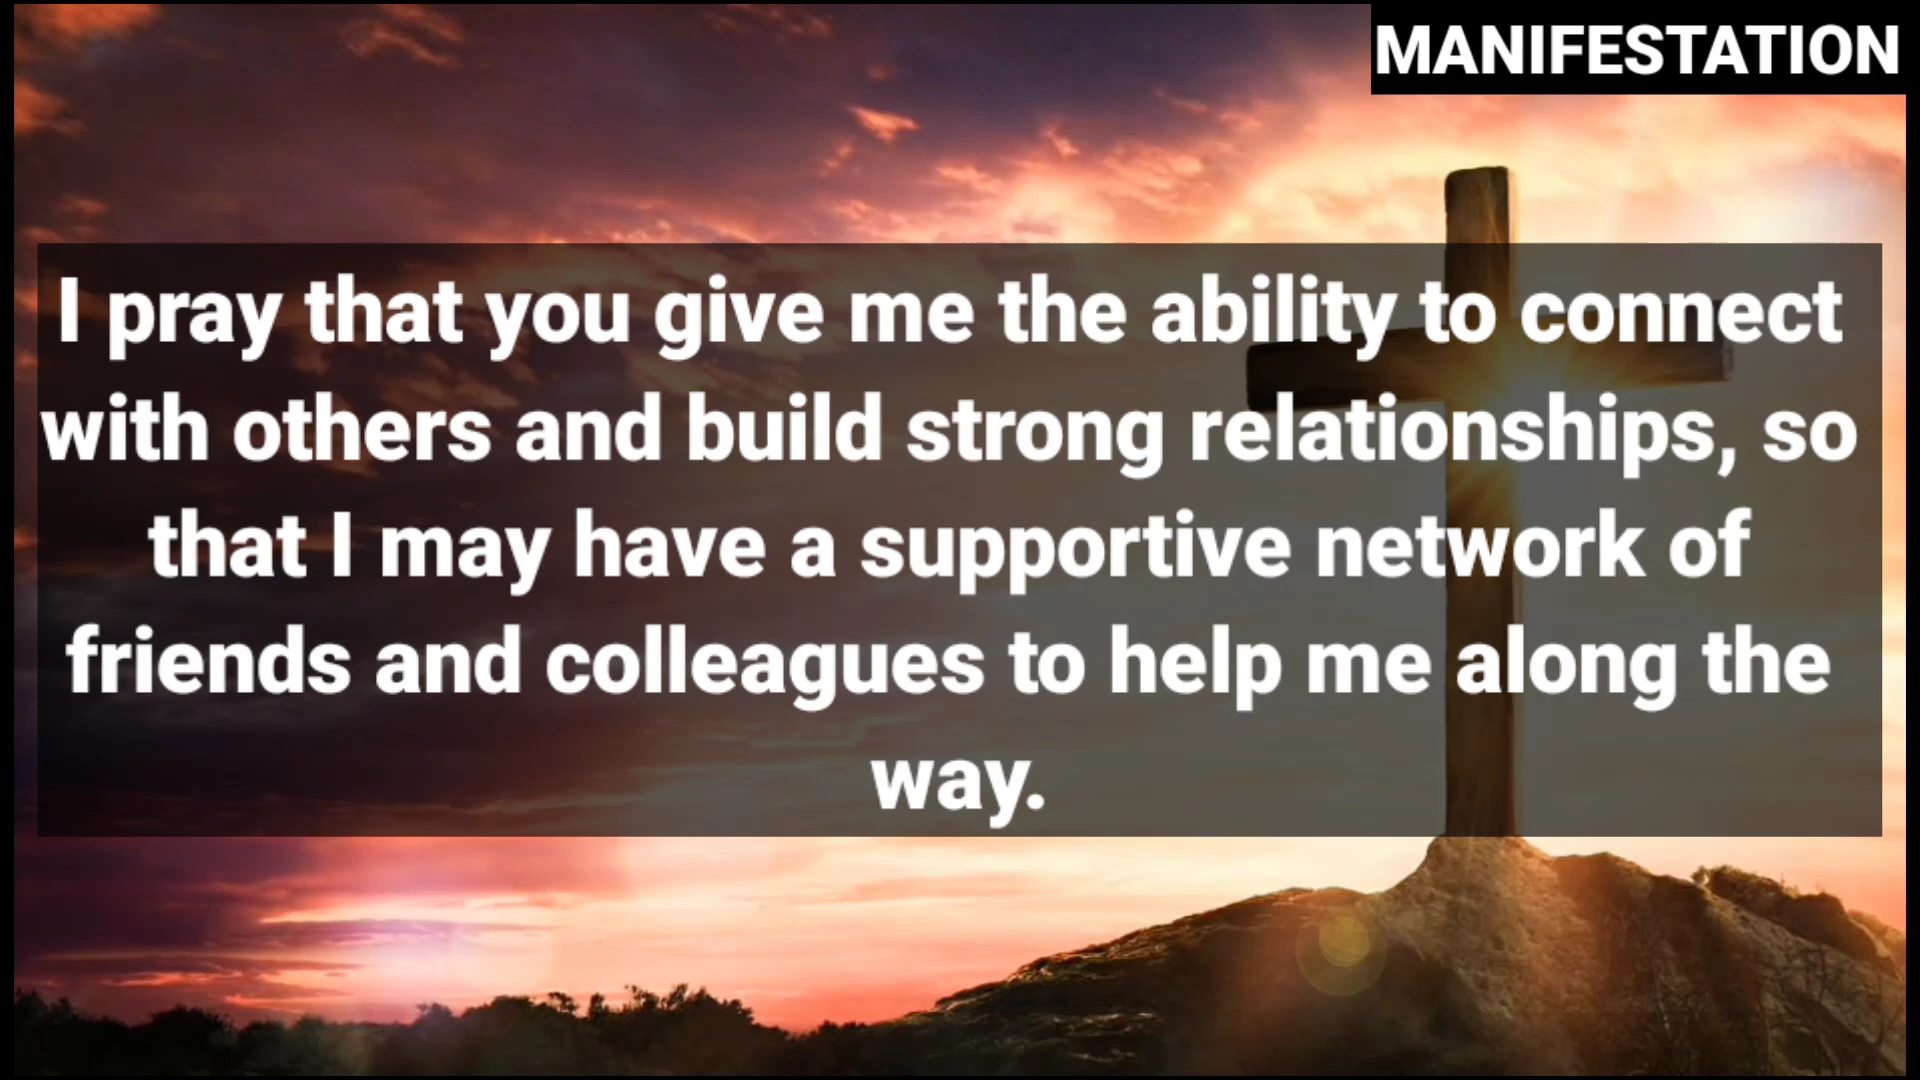 MANIFESTATION
I pray that you give me the ability to connect
with others and build strong relationships, so
that I may have a supportive network of
friends and colleagues to help me along the
way.